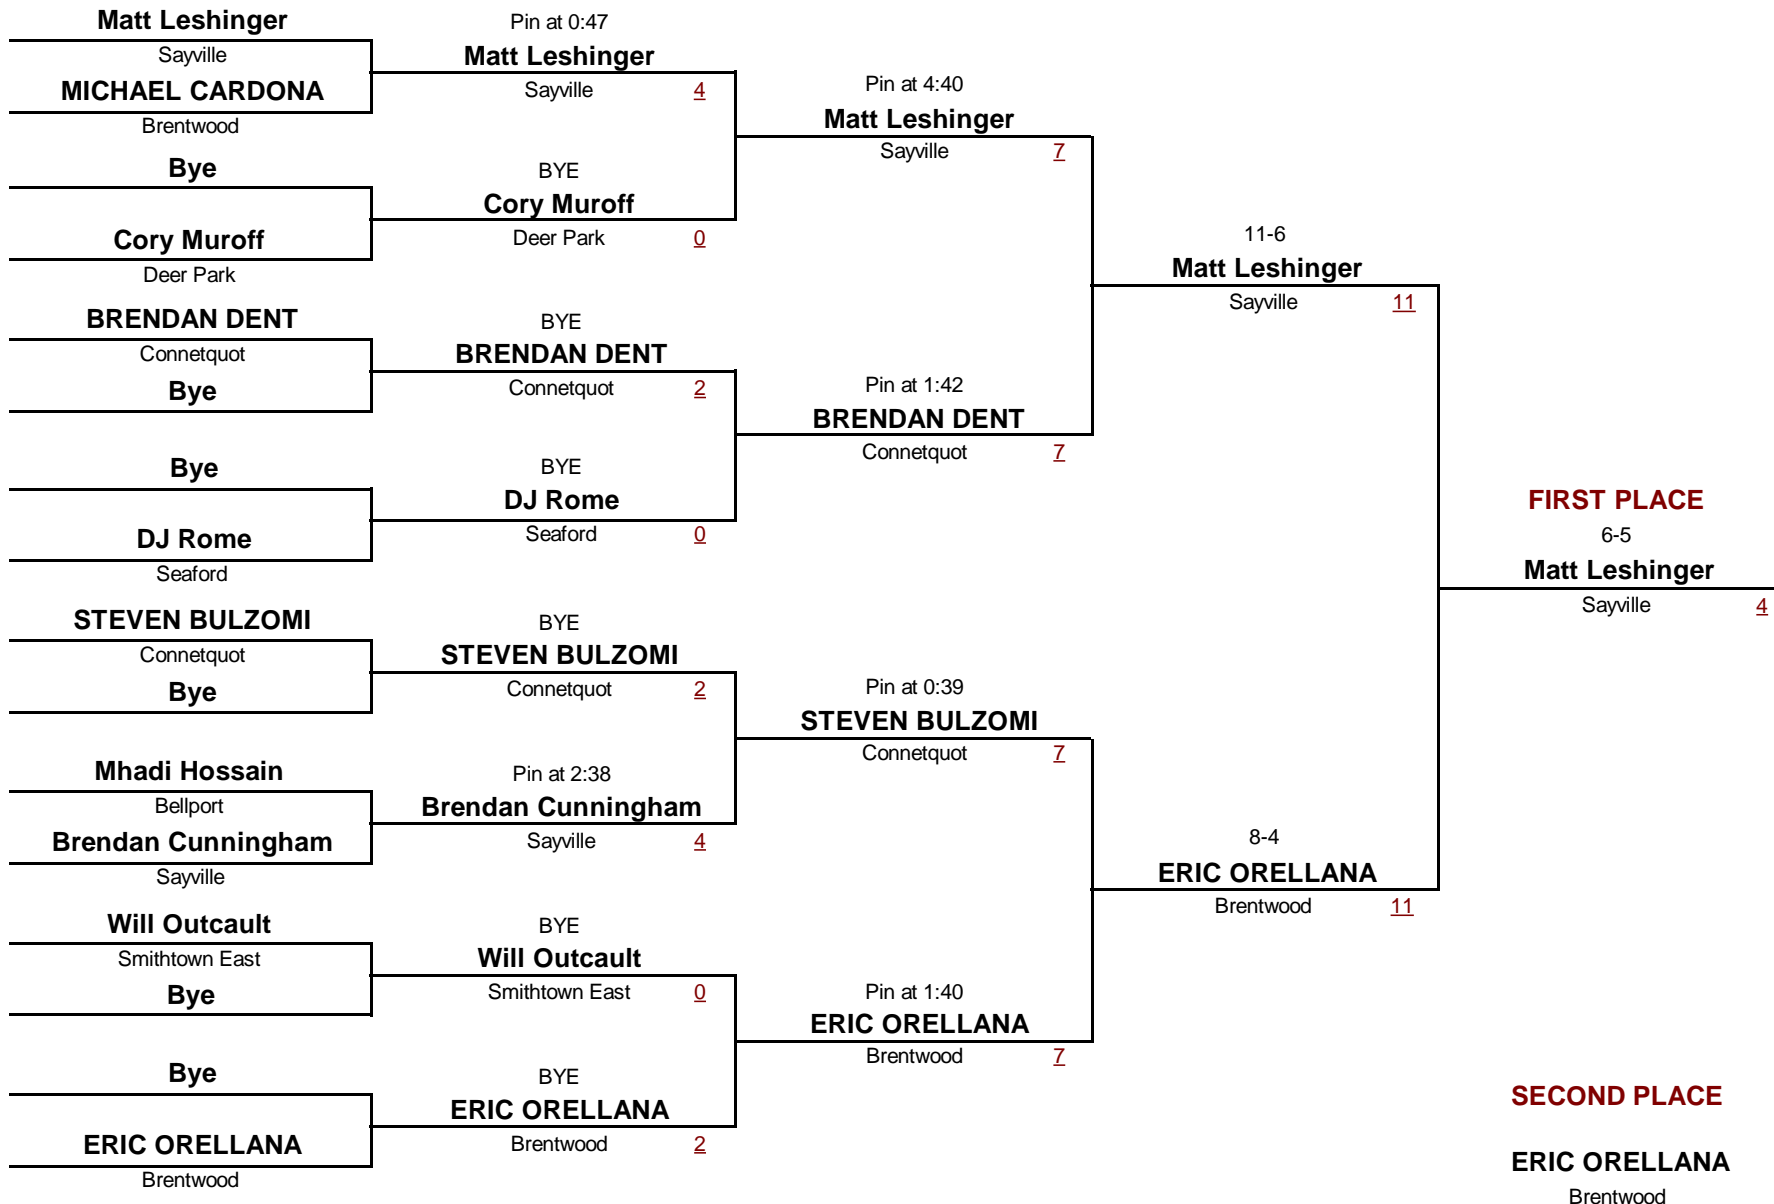 Matt Leshinger
Sayville
MICHAEL CARDONA
Brentwood
Bye
Cory Muroff
Deer Park
BRENDAN DENT
Connetquot
Bye
Bye
DJ Rome
Seaford
STEVEN BULZOMI
Connetquot
Bye
Mhadi Hossain
Bellport
Brendan Cunningham
Sayville
Will Outcault
Smithtown East
Bye
Bye
ERIC ORELLANA
Brentwood
Pin at 0:47
Matt Leshinger
Sayville 4
BYE
Cory Muroff
Deer Park 0
BYE
BRENDAN DENT
Connetquot 2
BYE
DJ Rome
Seaford 0
BYE
STEVEN BULZOMI
Connetquot 2
Pin at 2:38
Brendan Cunningham
Sayville 4
BYE
Will Outcault
Smithtown East 0
BYE
ERIC ORELLANA
Brentwood 2
Pin at 4:40
Matt Leshinger
Sayville 7
Pin at 1:42
BRENDAN DENT
Connetquot 7
Pin at 0:39
STEVEN BULZOMI
Connetquot 7
Pin at 1:40
ERIC ORELLANA
Brentwood 7
11-6
Matt Leshinger
Sayville 11
8-4
ERIC ORELLANA
Brentwood 11
FIRST PLACE
6-5
Matt Leshinger
Sayville 4
SECOND PLACE
ERIC ORELLANA
Brentwood